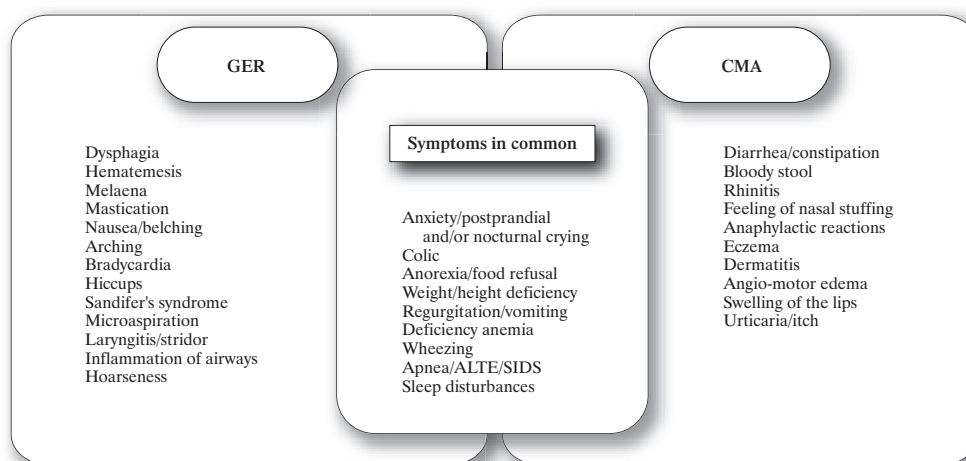 GER
Dysphagia
Hematemesis
Melaena
Mastication
Nausea/belching
Arching
Bradycardia
Hiccups
Sandifer's syndrome
Microaspiration
Laryngitis/stridor
Inflammation of airways
Hoarseness
Symptoms in common
Anxiety/postprandial
and/or nocturnal crying
Colic
Anorexia/food refusal
Weight/height deficiency
Regurgitation/vomiting
Deficiency anemia
Wheezing
Apnea/ALTE/SIDS
Sleep disturbances
CMA
Diarrhea/constipation
Bloody stool
Rhinitis
Feeling of nasal stuffing
Anaphylactic reactions
Eczema
Dermatitis
Angio-motor edema
Swelling of the lips
Urticaria/itch